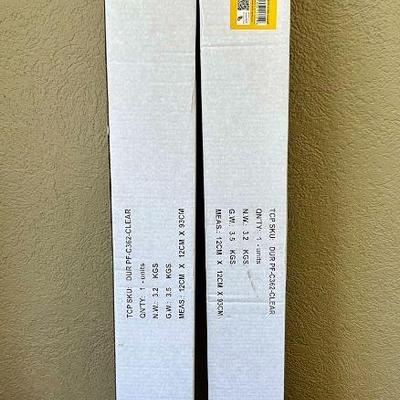 TCP SKU: DUR PF-C362-CLEAR
QNTY: 1 - units
N.W.: 3.2 KGS
G.W.: 3.5 KGS.
MEAS.: 12CM X 12CM X 93CM
TCP SKU: DUR PF-C362-CLEAR
QNTY: 1 - units
N.W.: 3.2 KGS.
G.W.: 3.5 KGS
MEAS.: 12CM X 12CM X 93CM